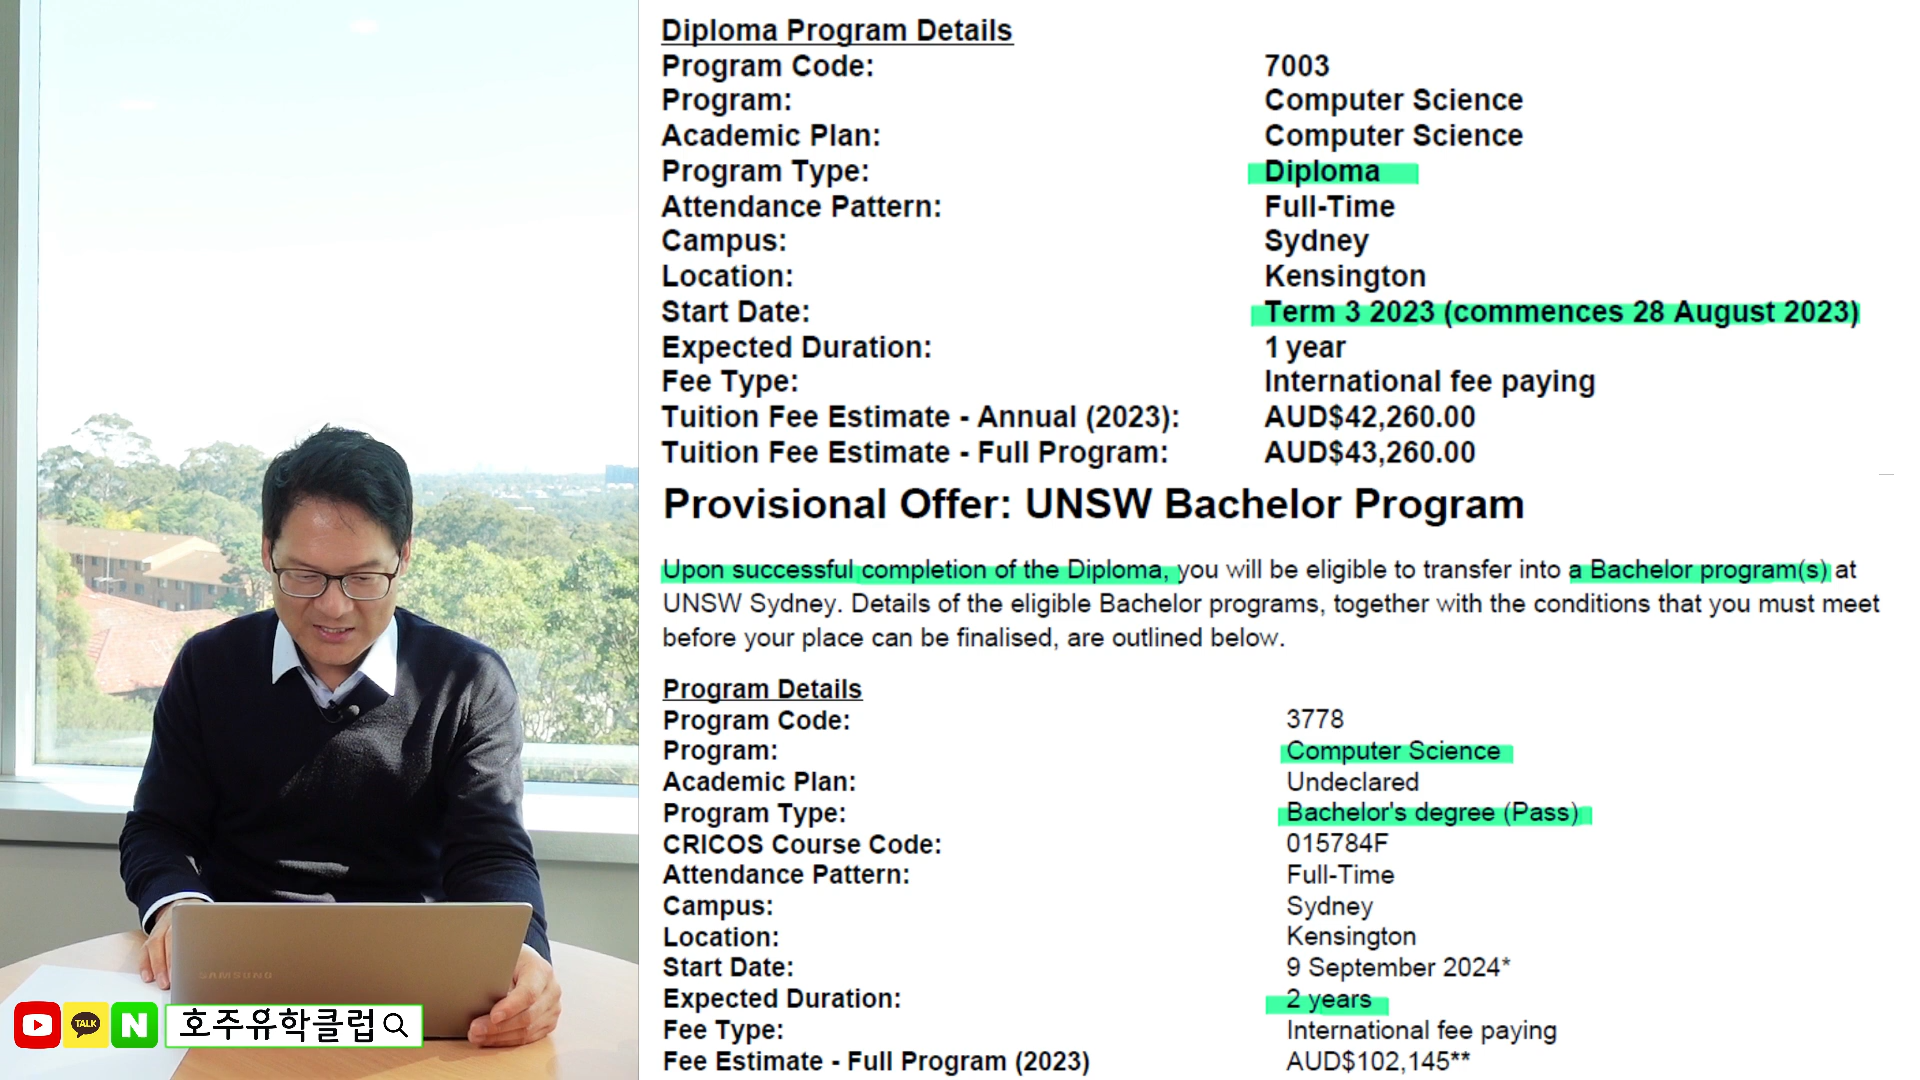 Diploma Program Details
Program Code: 7003
Program: Computer Science
Academic Plan: Computer Science
Program Type: Diploma
Attendance Pattern: Full-Time
Campus: Sydney
Location: Kensington
Start Date: Term 3 2023 (commences 28 August 2023)
Expected Duration: 1 year
Fee Type: International fee paying
Tuition Fee Estimate - Annual (2023): AUD$42,260.00
Tuition Fee Estimate - Full Program: AUD$43,260.00
Provisional Offer: UNSW Bachelor Program
Upon successful completion of the Diploma, you will be eligible to transfer into a Bachelor program(s) at
UNSW Sydney. Details of the eligible Bachelor programs, together with the conditions that you must meet
before your place can be finalised, are outlined below.
Program Details
Program Code: 3778
Program: Computer Science
Academic Plan: Undeclared
Program Type: Bachelor's degree (Pass)
CRICOS Course Code: 015784F
Attendance Pattern: Full-Time
Campus: Sydney
Location: Kensington
Start Date: 9 September 2024*
Expected Duration: 2 years
Fee Type: International fee paying
Fee Estimate - Full Program (2023) AUD$102,145**
SAMSUNG
TALK
N
호주유학클럽